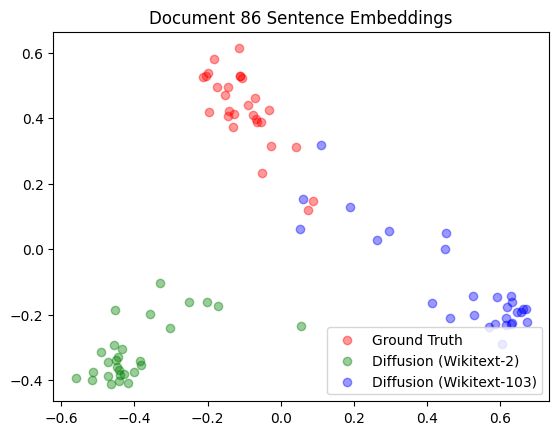 Document 86 Sentence Embeddings
0.6
0.4
0.2
0.0
−0.2
−0.4
Ground Truth
Diffusion (Wikitext-2)
Diffusion (Wikitext-103)
−0.6 −0.4 −0.2 0.0 0.2 0.4 0.6